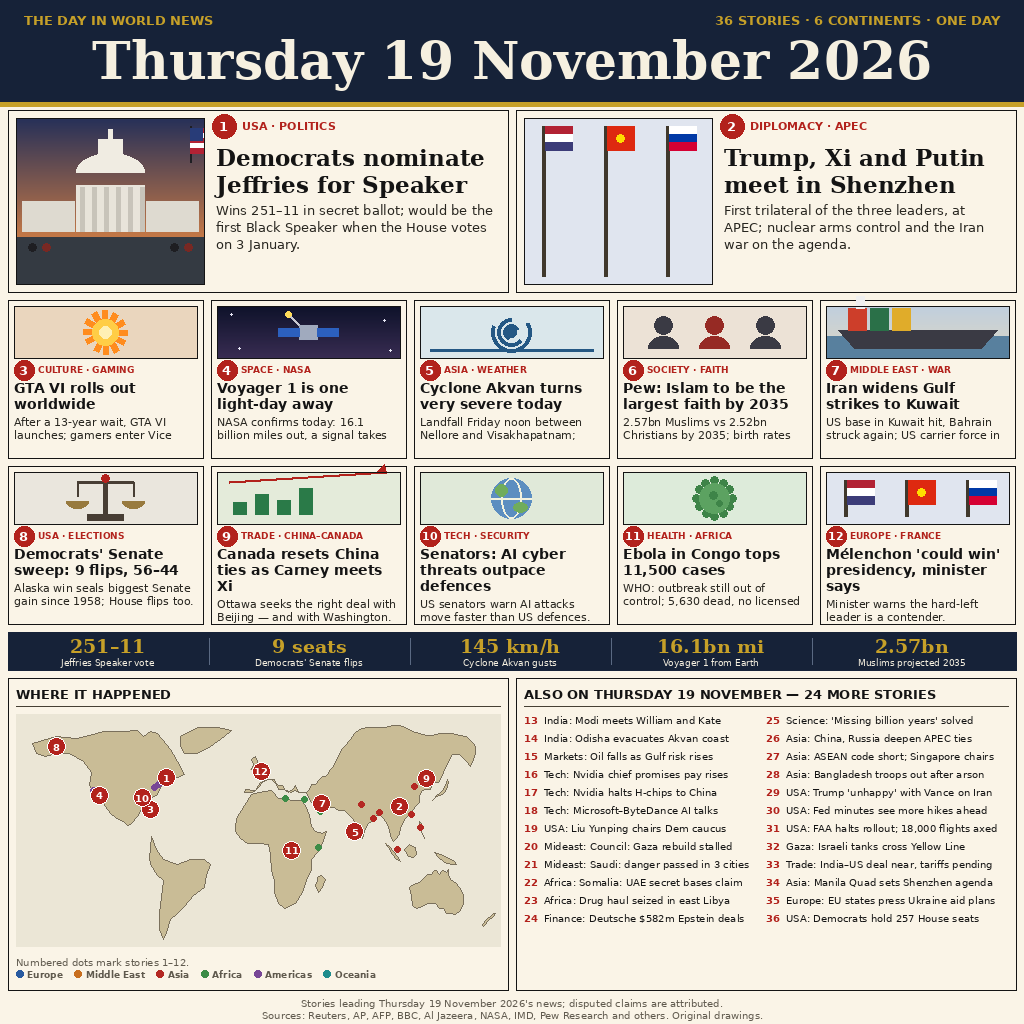 THE DAY IN WORLD NEWS
36 STORIES · 6 CONTINENTS · ONE DAY
Thursday 19 November 2026
1 USA · POLITICS
Democrats nominate
Jeffries for Speaker
Wins 251–11 in secret ballot; would be the
first Black Speaker when the House votes
on 3 January.
2 DIPLOMACY · APEC
Trump, Xi and Putin
meet in Shenzhen
First trilateral of the three leaders, at
APEC; nuclear arms control and the Iran
war on the agenda.
3 CULTURE · GAMING
GTA VI rolls out
worldwide
After a 13-year wait, GTA VI
launches; gamers enter Vice
4 SPACE · NASA
Voyager 1 is one
light-day away
NASA confirms today: 16.1
billion miles out, a signal takes
5 ASIA · WEATHER
Cyclone Akvan turns
very severe today
Landfall Friday noon between
Nellore and Visakhapatnam;
6 SOCIETY · FAITH
Pew: Islam to be the
largest faith by 2035
2.57bn Muslims vs 2.52bn
Christians by 2035; birth rates
7 MIDDLE EAST · WAR
Iran widens Gulf
strikes to Kuwait
US base in Kuwait hit, Bahrain
struck again; US carrier force in
8 USA · ELECTIONS
Democrats' Senate
sweep: 9 flips, 56–44
Alaska win seals biggest Senate
gain since 1958; House flips too.
9 TRADE · CHINA–CANADA
Canada resets China
ties as Carney meets
Xi
Ottawa seeks the right deal with
Beijing — and with Washington.
10 TECH · SECURITY
Senators: AI cyber
threats outpace
defences
US senators warn AI attacks
move faster than US defences.
11 HEALTH · AFRICA
Ebola in Congo tops
11,500 cases
WHO: outbreak still out of
control; 5,630 dead, no licensed
12 EUROPE · FRANCE
Mélenchon 'could win'
presidency, minister
says
Minister warns the hard-left
leader is a contender.
251–11
Jeffries Speaker vote
9 seats
Democrats' Senate flips
145 km/h
Cyclone Akvan gusts
16.1bn mi
Voyager 1 from Earth
2.57bn
Muslims projected 2035
WHERE IT HAPPENED
8
1
4
10
3
12
9
7
2
5
11
Numbered dots mark stories 1–12.
Europe
Middle East
Asia
Africa
Americas
Oceania
ALSO ON THURSDAY 19 NOVEMBER — 24 MORE STORIES
13 India: Modi meets William and Kate
14 India: Odisha evacuates Akvan coast
15 Markets: Oil falls as Gulf risk rises
16 Tech: Nvidia chief promises pay rises
17 Tech: Nvidia halts H-chips to China
18 Tech: Microsoft–ByteDance AI talks
19 USA: Liu Yunping chairs Dem caucus
20 Mideast: Council: Gaza rebuild stalled
21 Mideast: Saudi: danger passed in 3 cities
22 Africa: Somalia: UAE secret bases claim
23 Africa: Drug haul seized in east Libya
24 Finance: Deutsche $582m Epstein deals
25 Science: 'Missing billion years' solved
26 Asia: China, Russia deepen APEC ties
27 Asia: ASEAN code short; Singapore chairs
28 Asia: Bangladesh troops out after arson
29 USA: Trump 'unhappy' with Vance on Iran
30 USA: Fed minutes see more hikes ahead
31 USA: FAA halts rollout; 18,000 flights axed
32 Gaza: Israeli tanks cross Yellow Line
33 Trade: India–US deal near, tariffs pending
34 Asia: Manila Quad sets Shenzhen agenda
35 Europe: EU states press Ukraine aid plans
36 USA: Democrats hold 257 House seats
Stories leading Thursday 19 November 2026's news; disputed claims are attributed.
Sources: Reuters, AP, AFP, BBC, Al Jazeera, NASA, IMD, Pew Research and others. Original drawings.